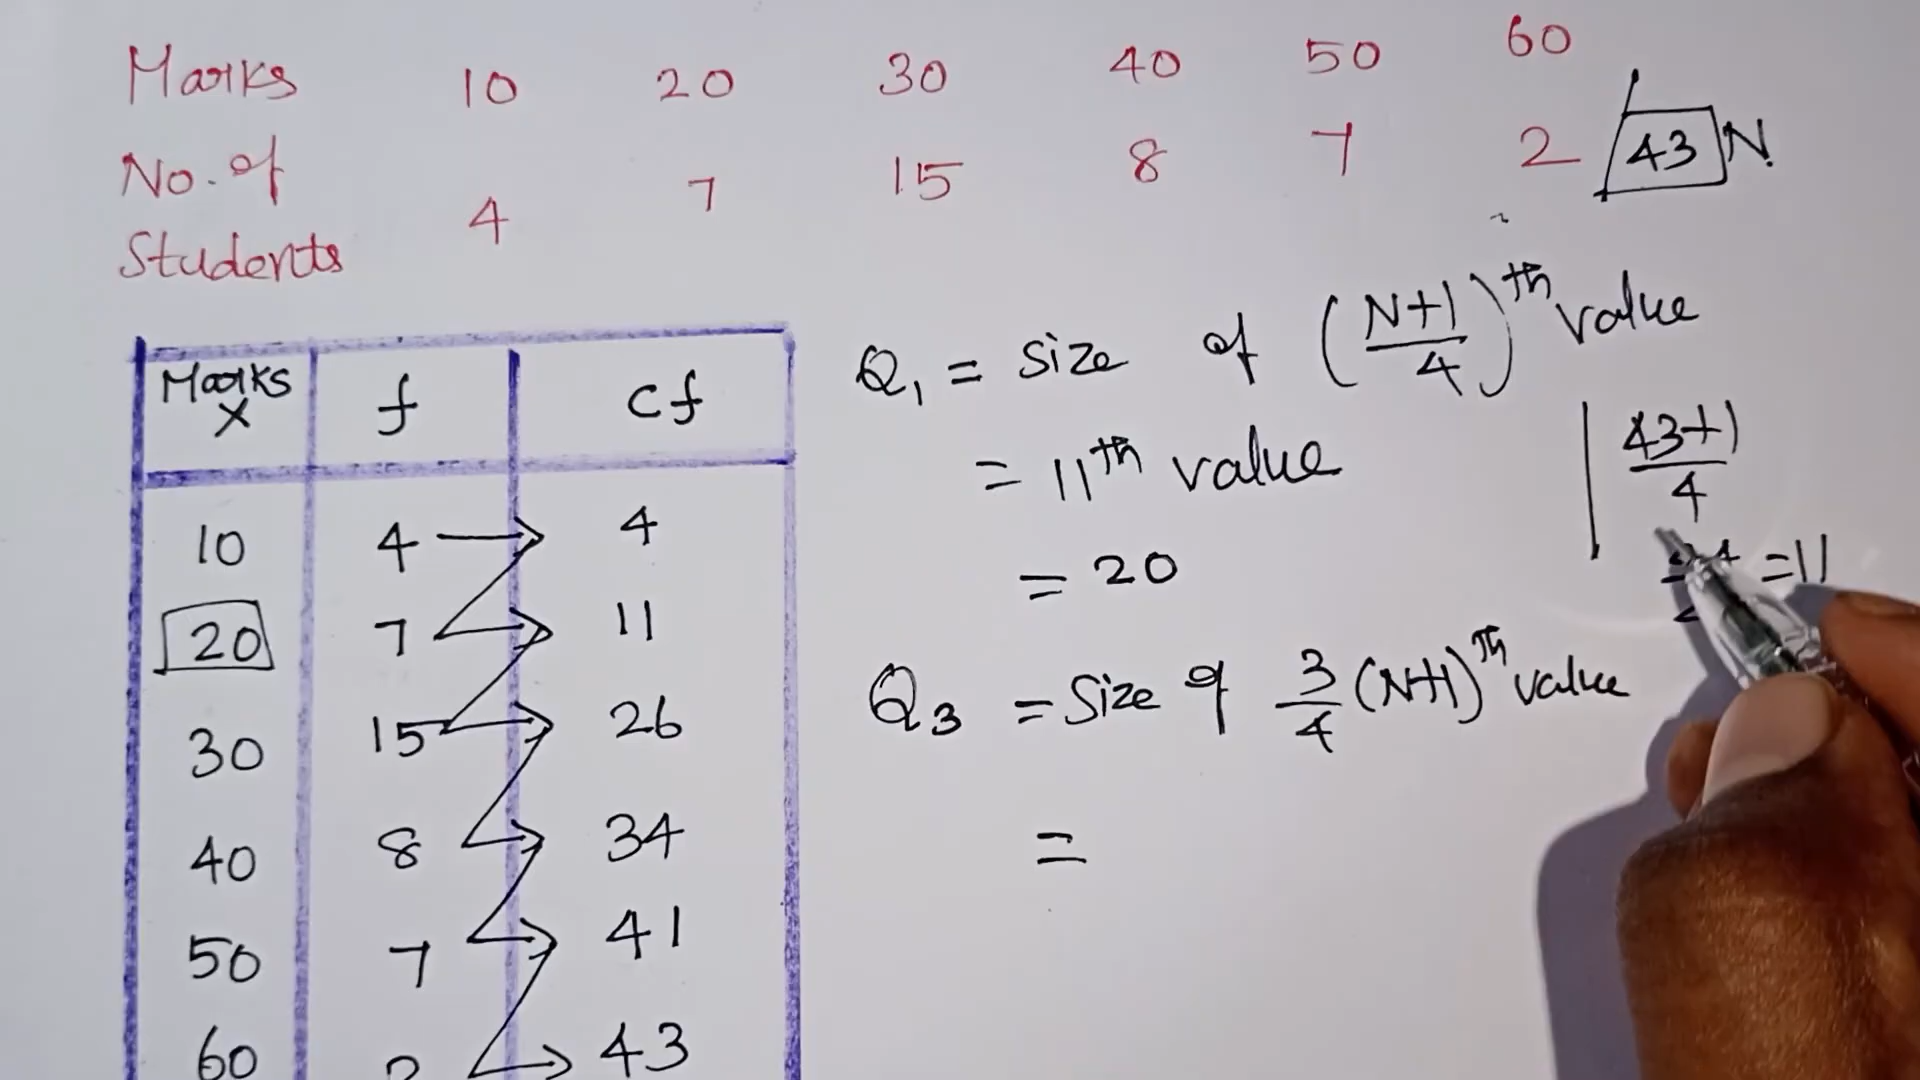 Marks 10 20 30 40 50 60
No. of Students 4 7 15 8 7 2 43 N
Marks X f cf
10 4 4
20 7 11
30 15 26
40 8 34
50 7 41
60 43
Q₁ = Size of (N+1/4)ᵗʰ value
= 11ᵗʰ value
= 20
43+1/4
= 11
Q₃ = Size of 3/4 (N+1)ᵗʰ value
=